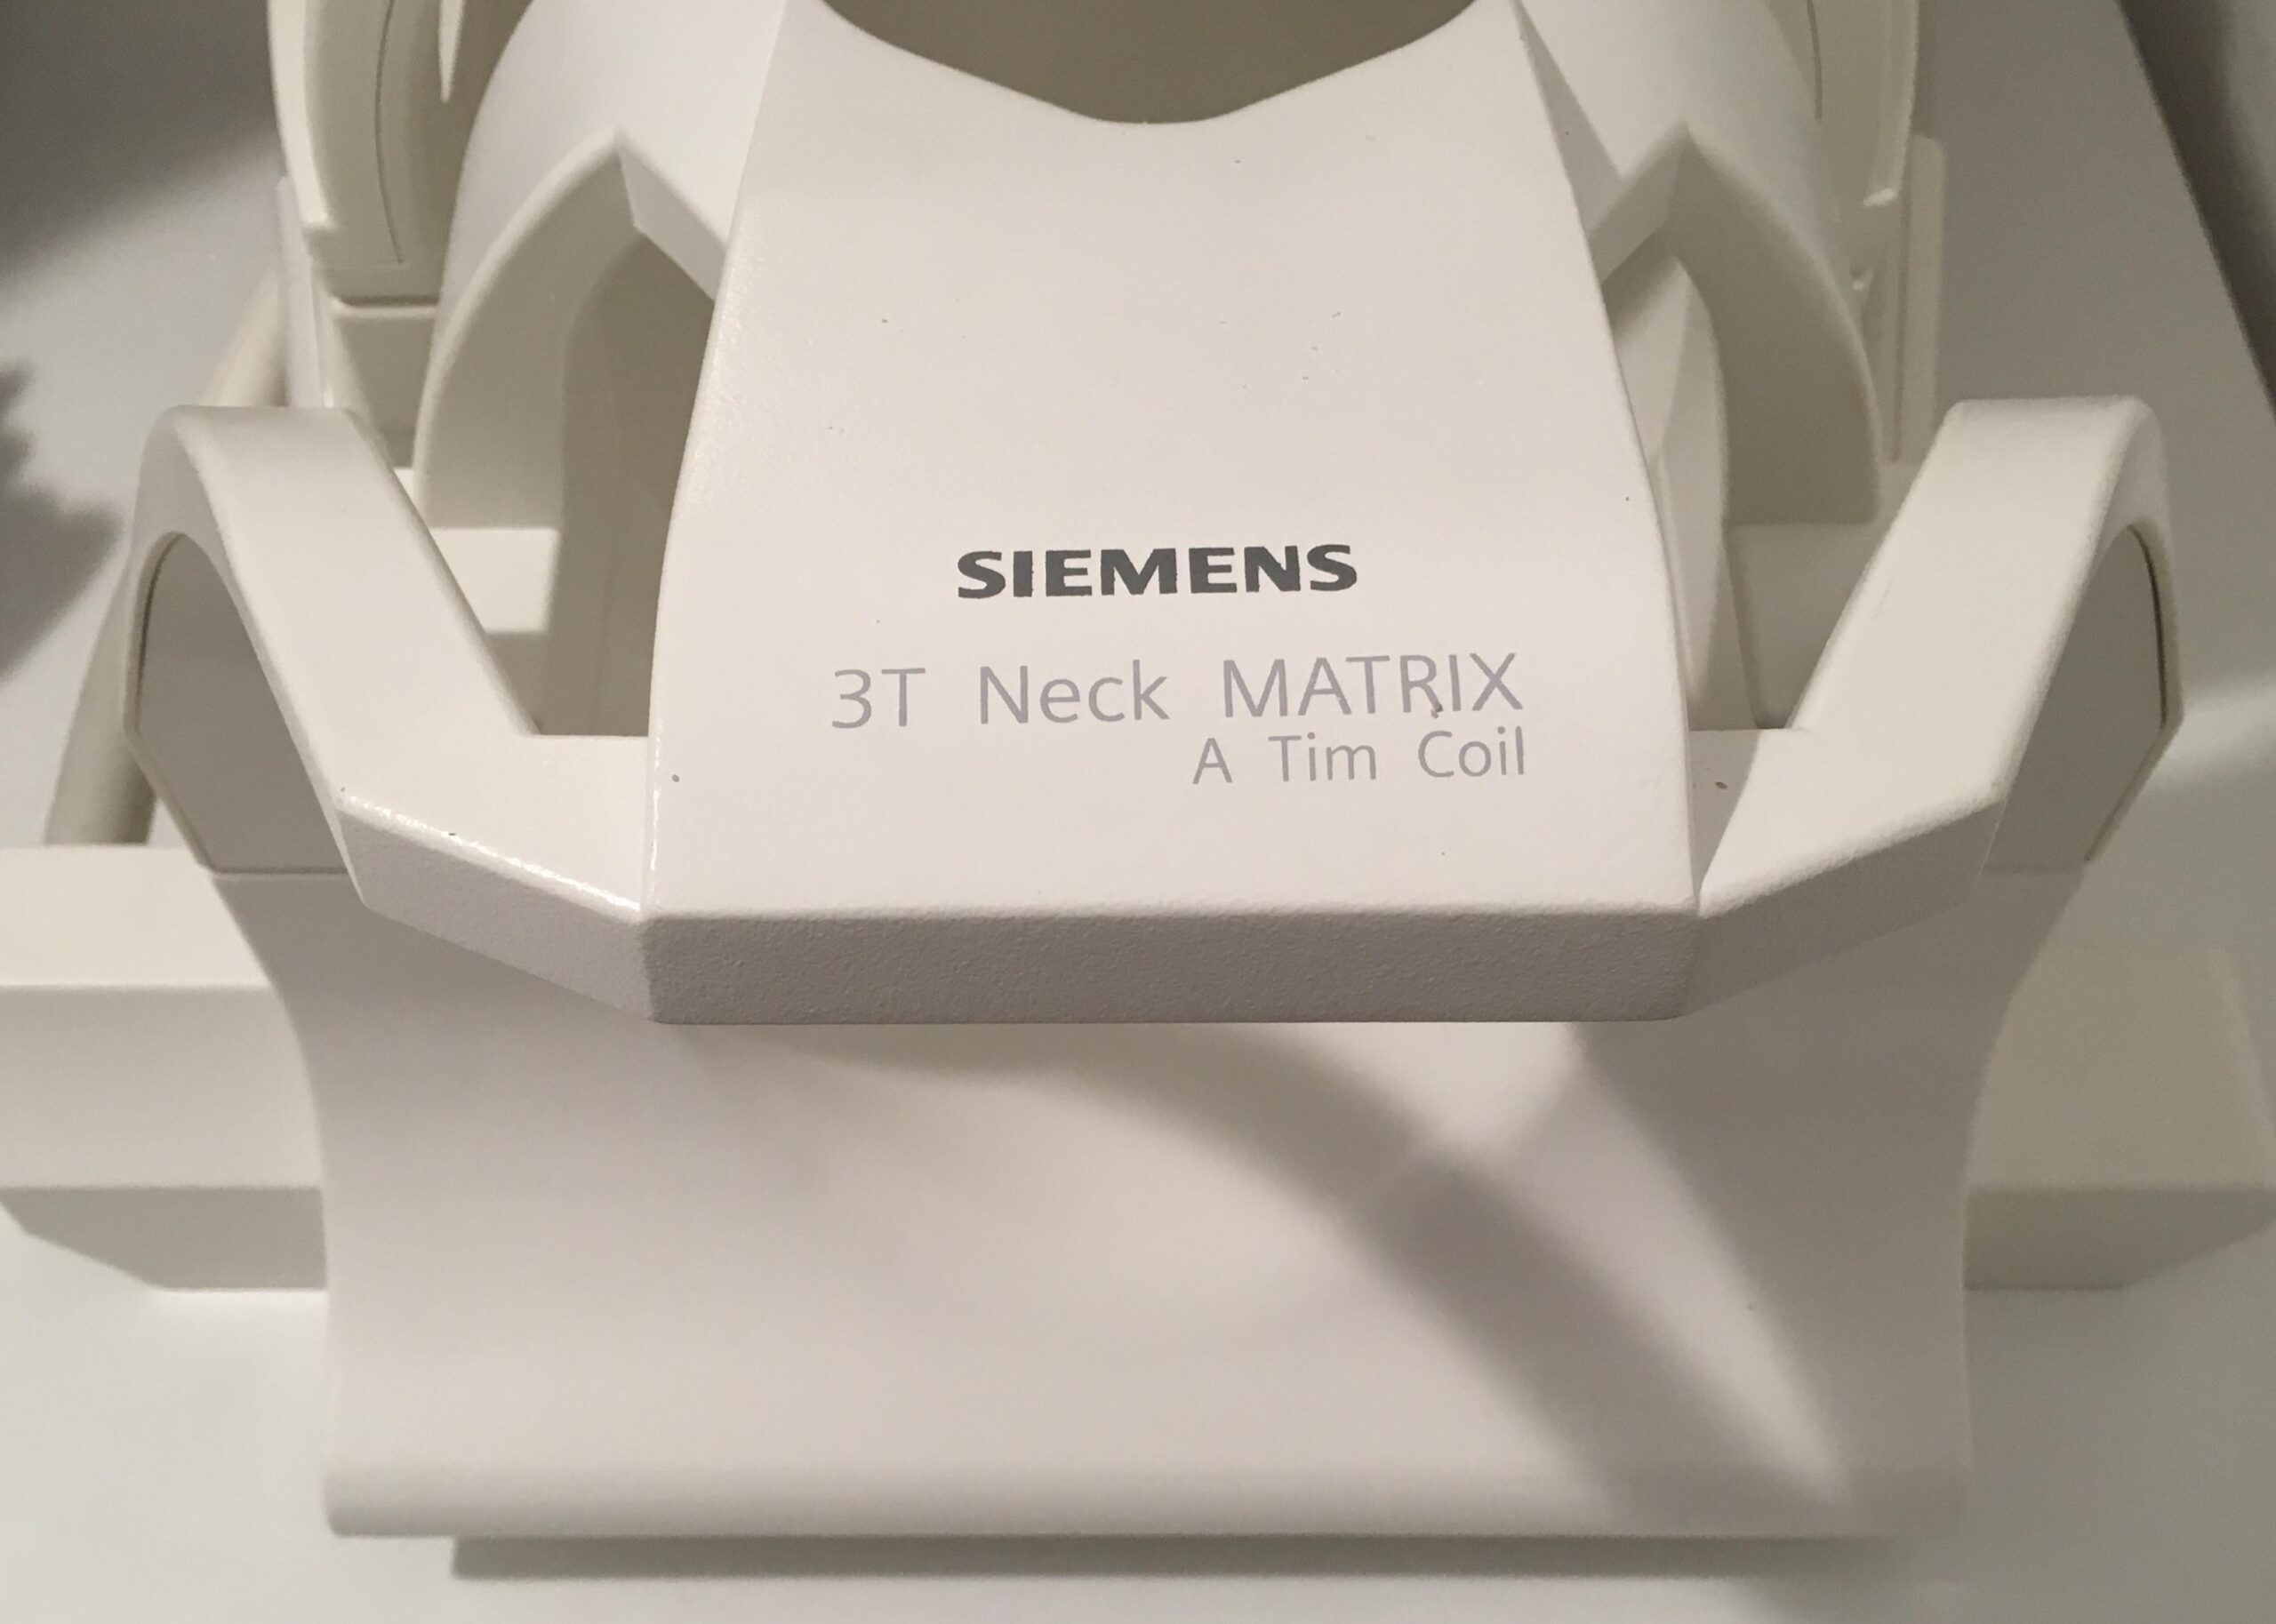 SIEMENS
3T Neck MATRIX
A Tim Coil